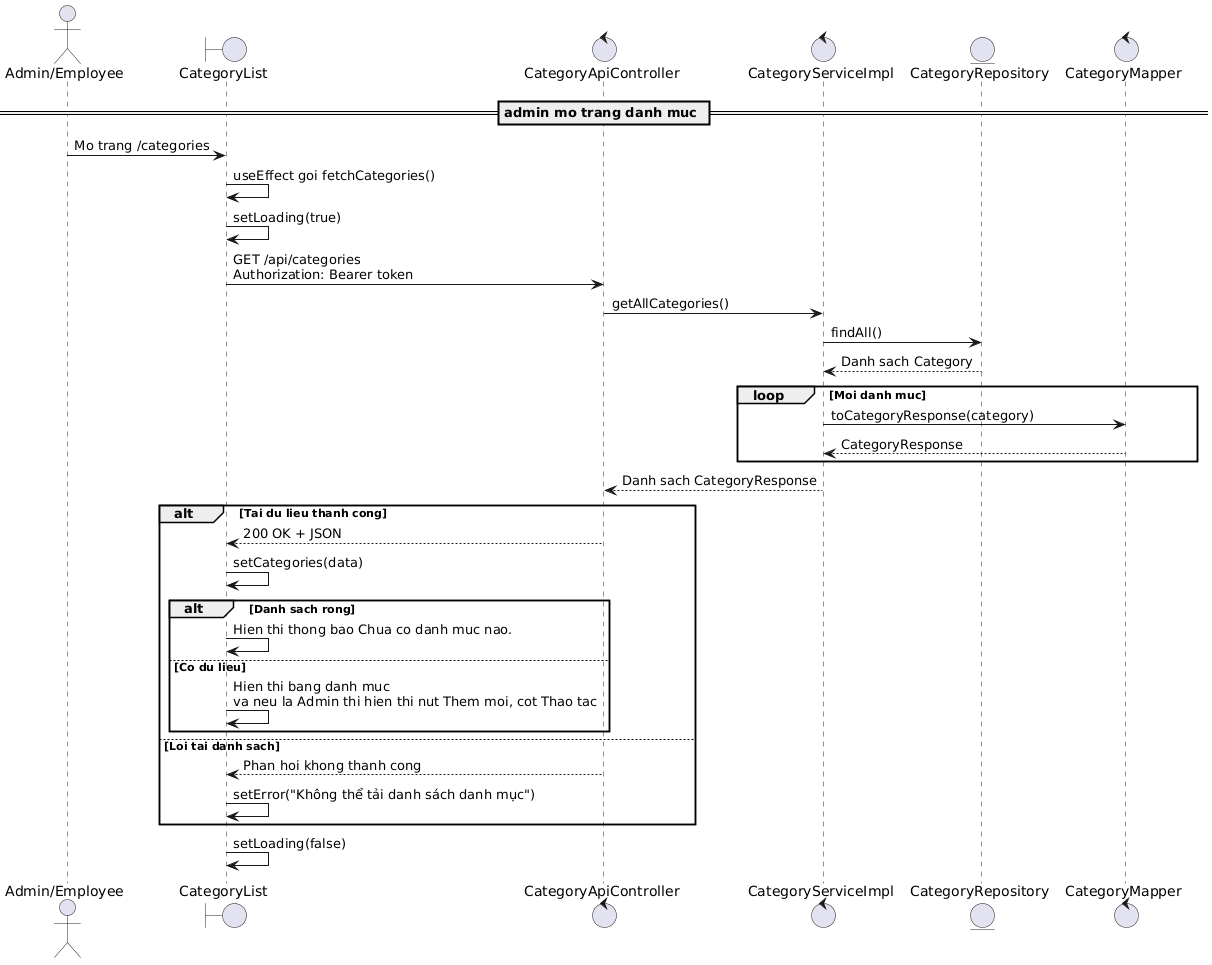 Admin/Employee
CategoryList
CategoryApiController
CategoryServiceImpl
CategoryRepository
CategoryMapper
admin mo trang danh muc
Mo trang /categories
useEffect goi fetchCategories()
setLoading(true)
GET /api/categories
Authorization: Bearer token
getAllCategories()
findAll()
Danh sach Category
loop
[Moi danh muc]
toCategoryResponse(category)
CategoryResponse
Danh sach CategoryResponse
alt
[Tai du lieu thanh cong]
200 OK + JSON
setCategories(data)
alt
[Danh sach rong]
Hien thi thong bao Chua co danh muc nao.
[Co du lieu]
Hien thi bang danh muc
va neu la Admin thi hien thi nut Them moi, cot Thao tac
[Loi tai danh sach]
Phan hoi khong thanh cong
setError("Không thể tải danh sách danh mục")
setLoading(false)
Admin/Employee
CategoryList
CategoryApiController
CategoryServiceImpl
CategoryRepository
CategoryMapper